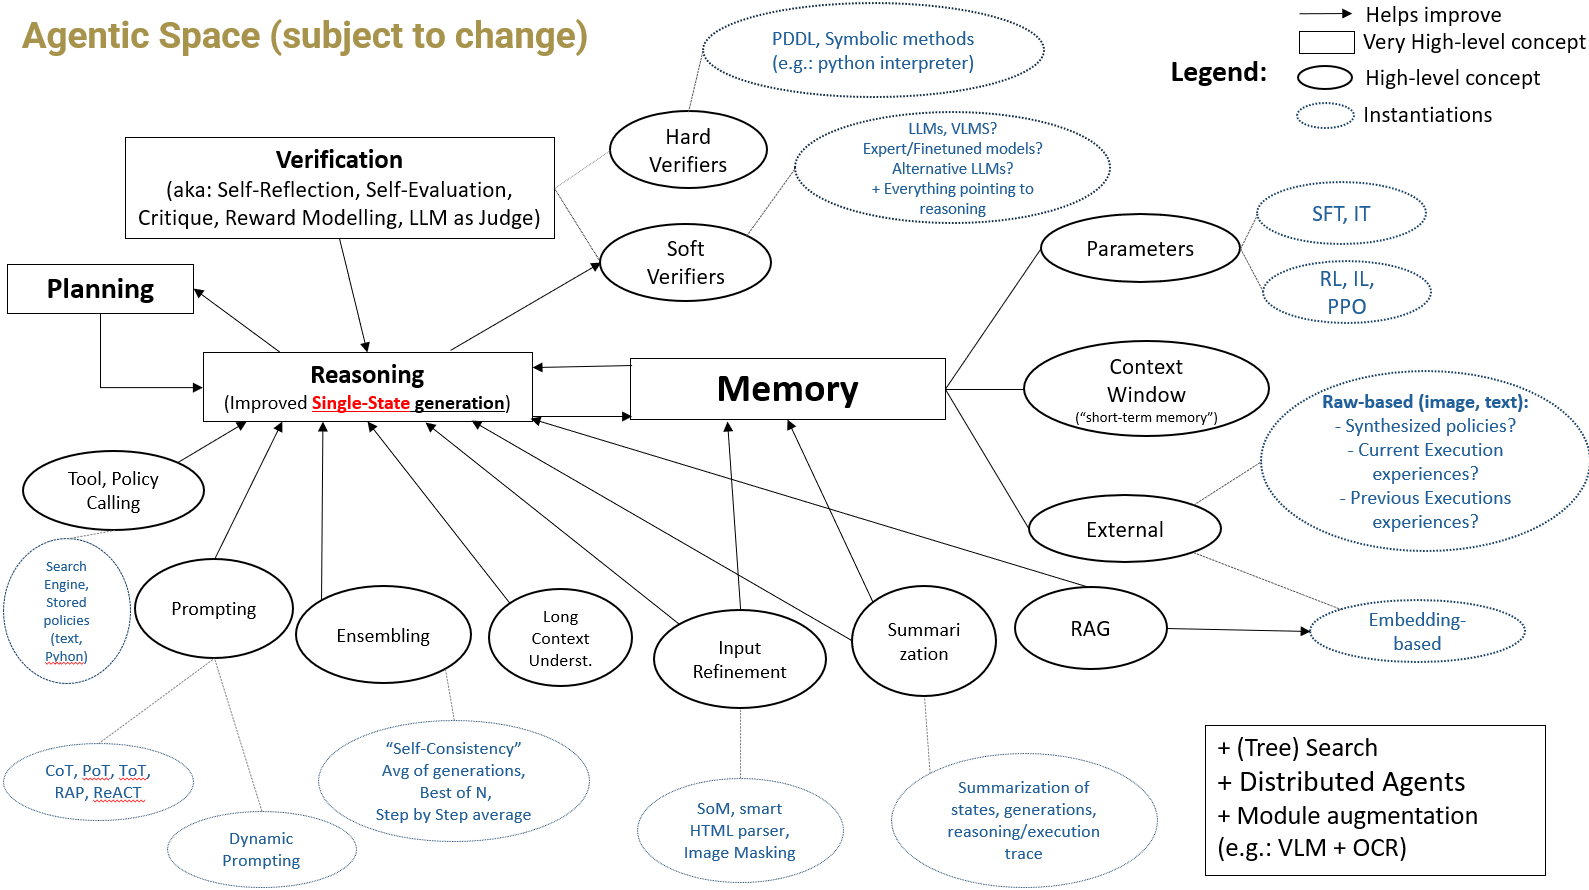 Agentic Space (subject to change)
Legend:
Helps improve
Very High-level concept
High-level concept
Instantiations
PDDL, Symbolic methods
(e.g.: python interpreter)
Hard
Verifiers
LLMs, VLMS?
Expert/Finetuned models?
Alternative LLMs?
+ Everything pointing to
reasoning
Verification
(aka: Self-Reflection, Self-Evaluation,
Critique, Reward Modelling, LLM as Judge)
Soft
Verifiers
Parameters
SFT, IT
RL, IL,
PPO
Planning
Reasoning
(Improved Single-State generation)
Memory
Context
Window
("short-term memory")
Raw-based (image, text):
- Synthesized policies?
- Current Execution
experiences?
- Previous Executions
experiences?
External
Tool, Policy
Calling
Search
Engine,
Stored
policies
(text,
Pyhon)
Prompting
Ensembling
Long
Context
Underst.
Input
Refinement
Summari
zation
RAG
Embedding-
based
CoT, PoT, ToT,
RAP, ReACT
Dynamic
Prompting
“Self-Consistency”
Avg of generations,
Best of N,
Step by Step average
SoM, smart
HTML parser,
Image Masking
Summarization of
states, generations,
reasoning/execution
trace
+ (Tree) Search
+ Distributed Agents
+ Module augmentation
(e.g.: VLM + OCR)